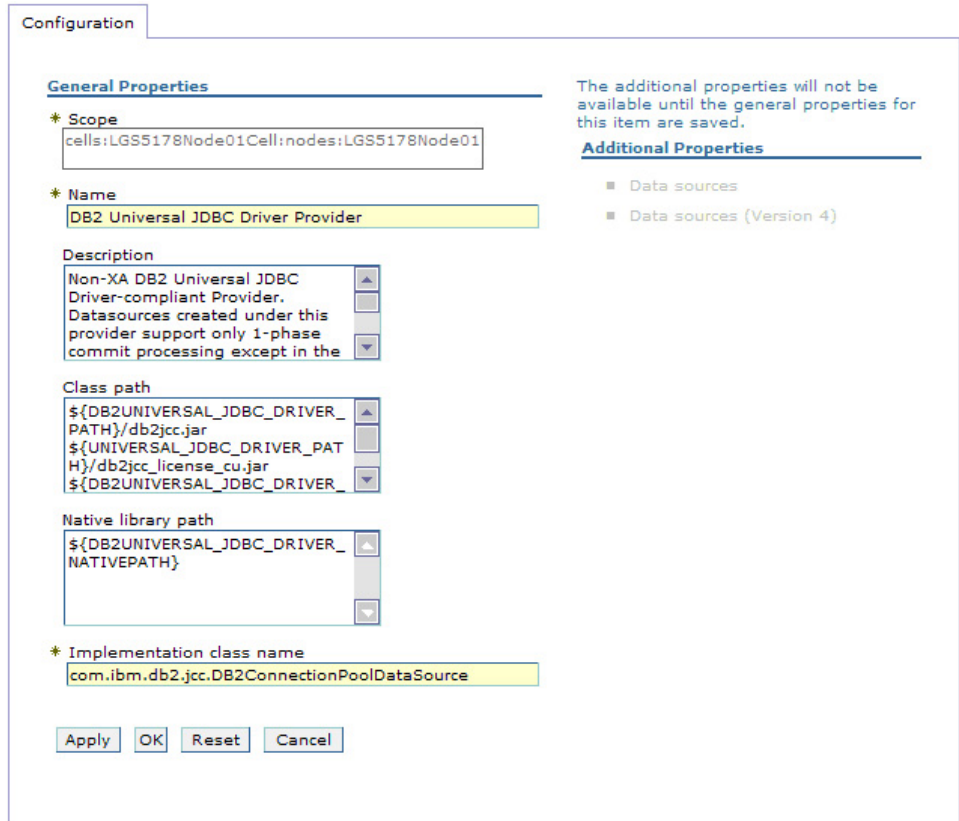 Configuration
General Properties
* Scope
cells:LGS5178Node01Cell:nodes:LGS5178Node01
* Name
DB2 Universal JDBC Driver Provider
Description
Non-XA DB2 Universal JDBC
Driver-compliant Provider.
Datasources created under this
provider support only 1-phase
commit processing except in the
Class path
${DB2UNIVERSAL_JDBC_DRIVER_
PATH}/db2jcc.jar
${UNIVERSAL_JDBC_DRIVER_PAT
H}/db2jcc_license_cu.jar
${DB2UNIVERSAL_JDBC_DRIVER_
Native library path
${DB2UNIVERSAL_JDBC_DRIVER_
NATIVEPATH}
* Implementation class name
com.ibm.db2.jcc.DB2ConnectionPoolDataSource
Apply OK Reset Cancel
The additional properties will not be
available until the general properties for
this item are saved.
Additional Properties
Data sources
Data sources (Version 4)